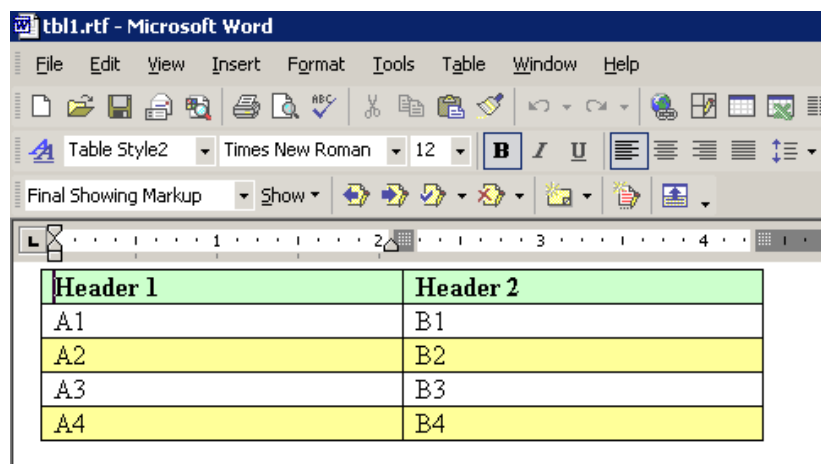 tbl1.rtf - Microsoft Word
File Edit View Insert Format Tools Table Window Help
ABC
Table Style2 Times New Roman 12 B I U
Final Showing Markup Show
1 2 3 4
Header 1 Header 2
A1 B1
A2 B2
A3 B3
A4 B4